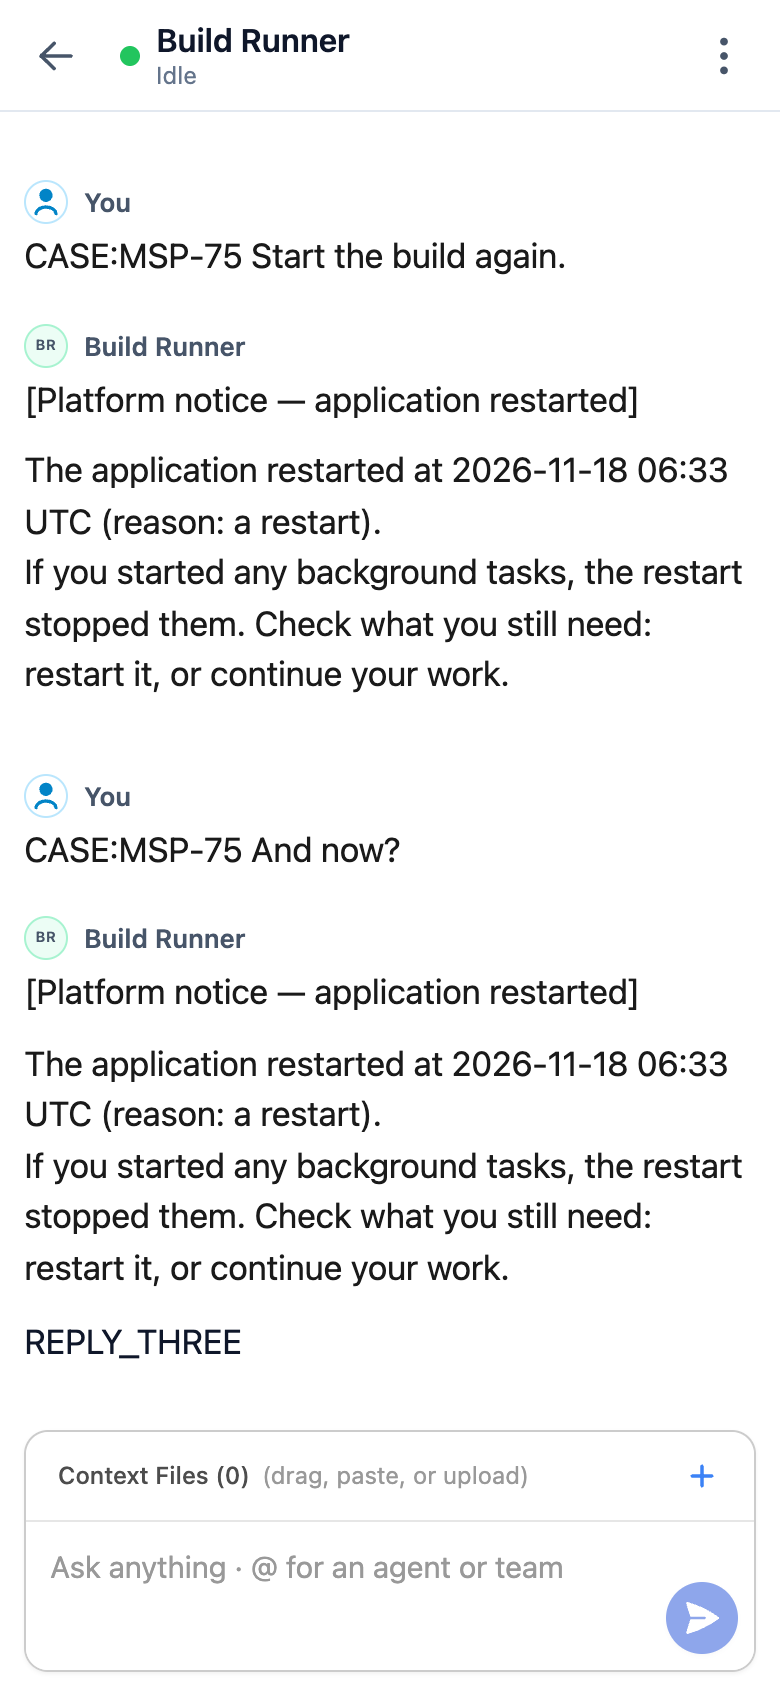 Build Runner
Idle
You
CASE:MSP-75 Start the build again.
BR
Build Runner
[Platform notice — application restarted]
The application restarted at 2026-11-18 06:33
UTC (reason: a restart).
If you started any background tasks, the restart
stopped them. Check what you still need:
restart it, or continue your work.
You
CASE:MSP-75 And now?
BR
Build Runner
[Platform notice — application restarted]
The application restarted at 2026-11-18 06:33
UTC (reason: a restart).
If you started any background tasks, the restart
stopped them. Check what you still need:
restart it, or continue your work.
REPLY_THREE
Context Files (0) (drag, paste, or upload)
Ask anything · @ for an agent or team